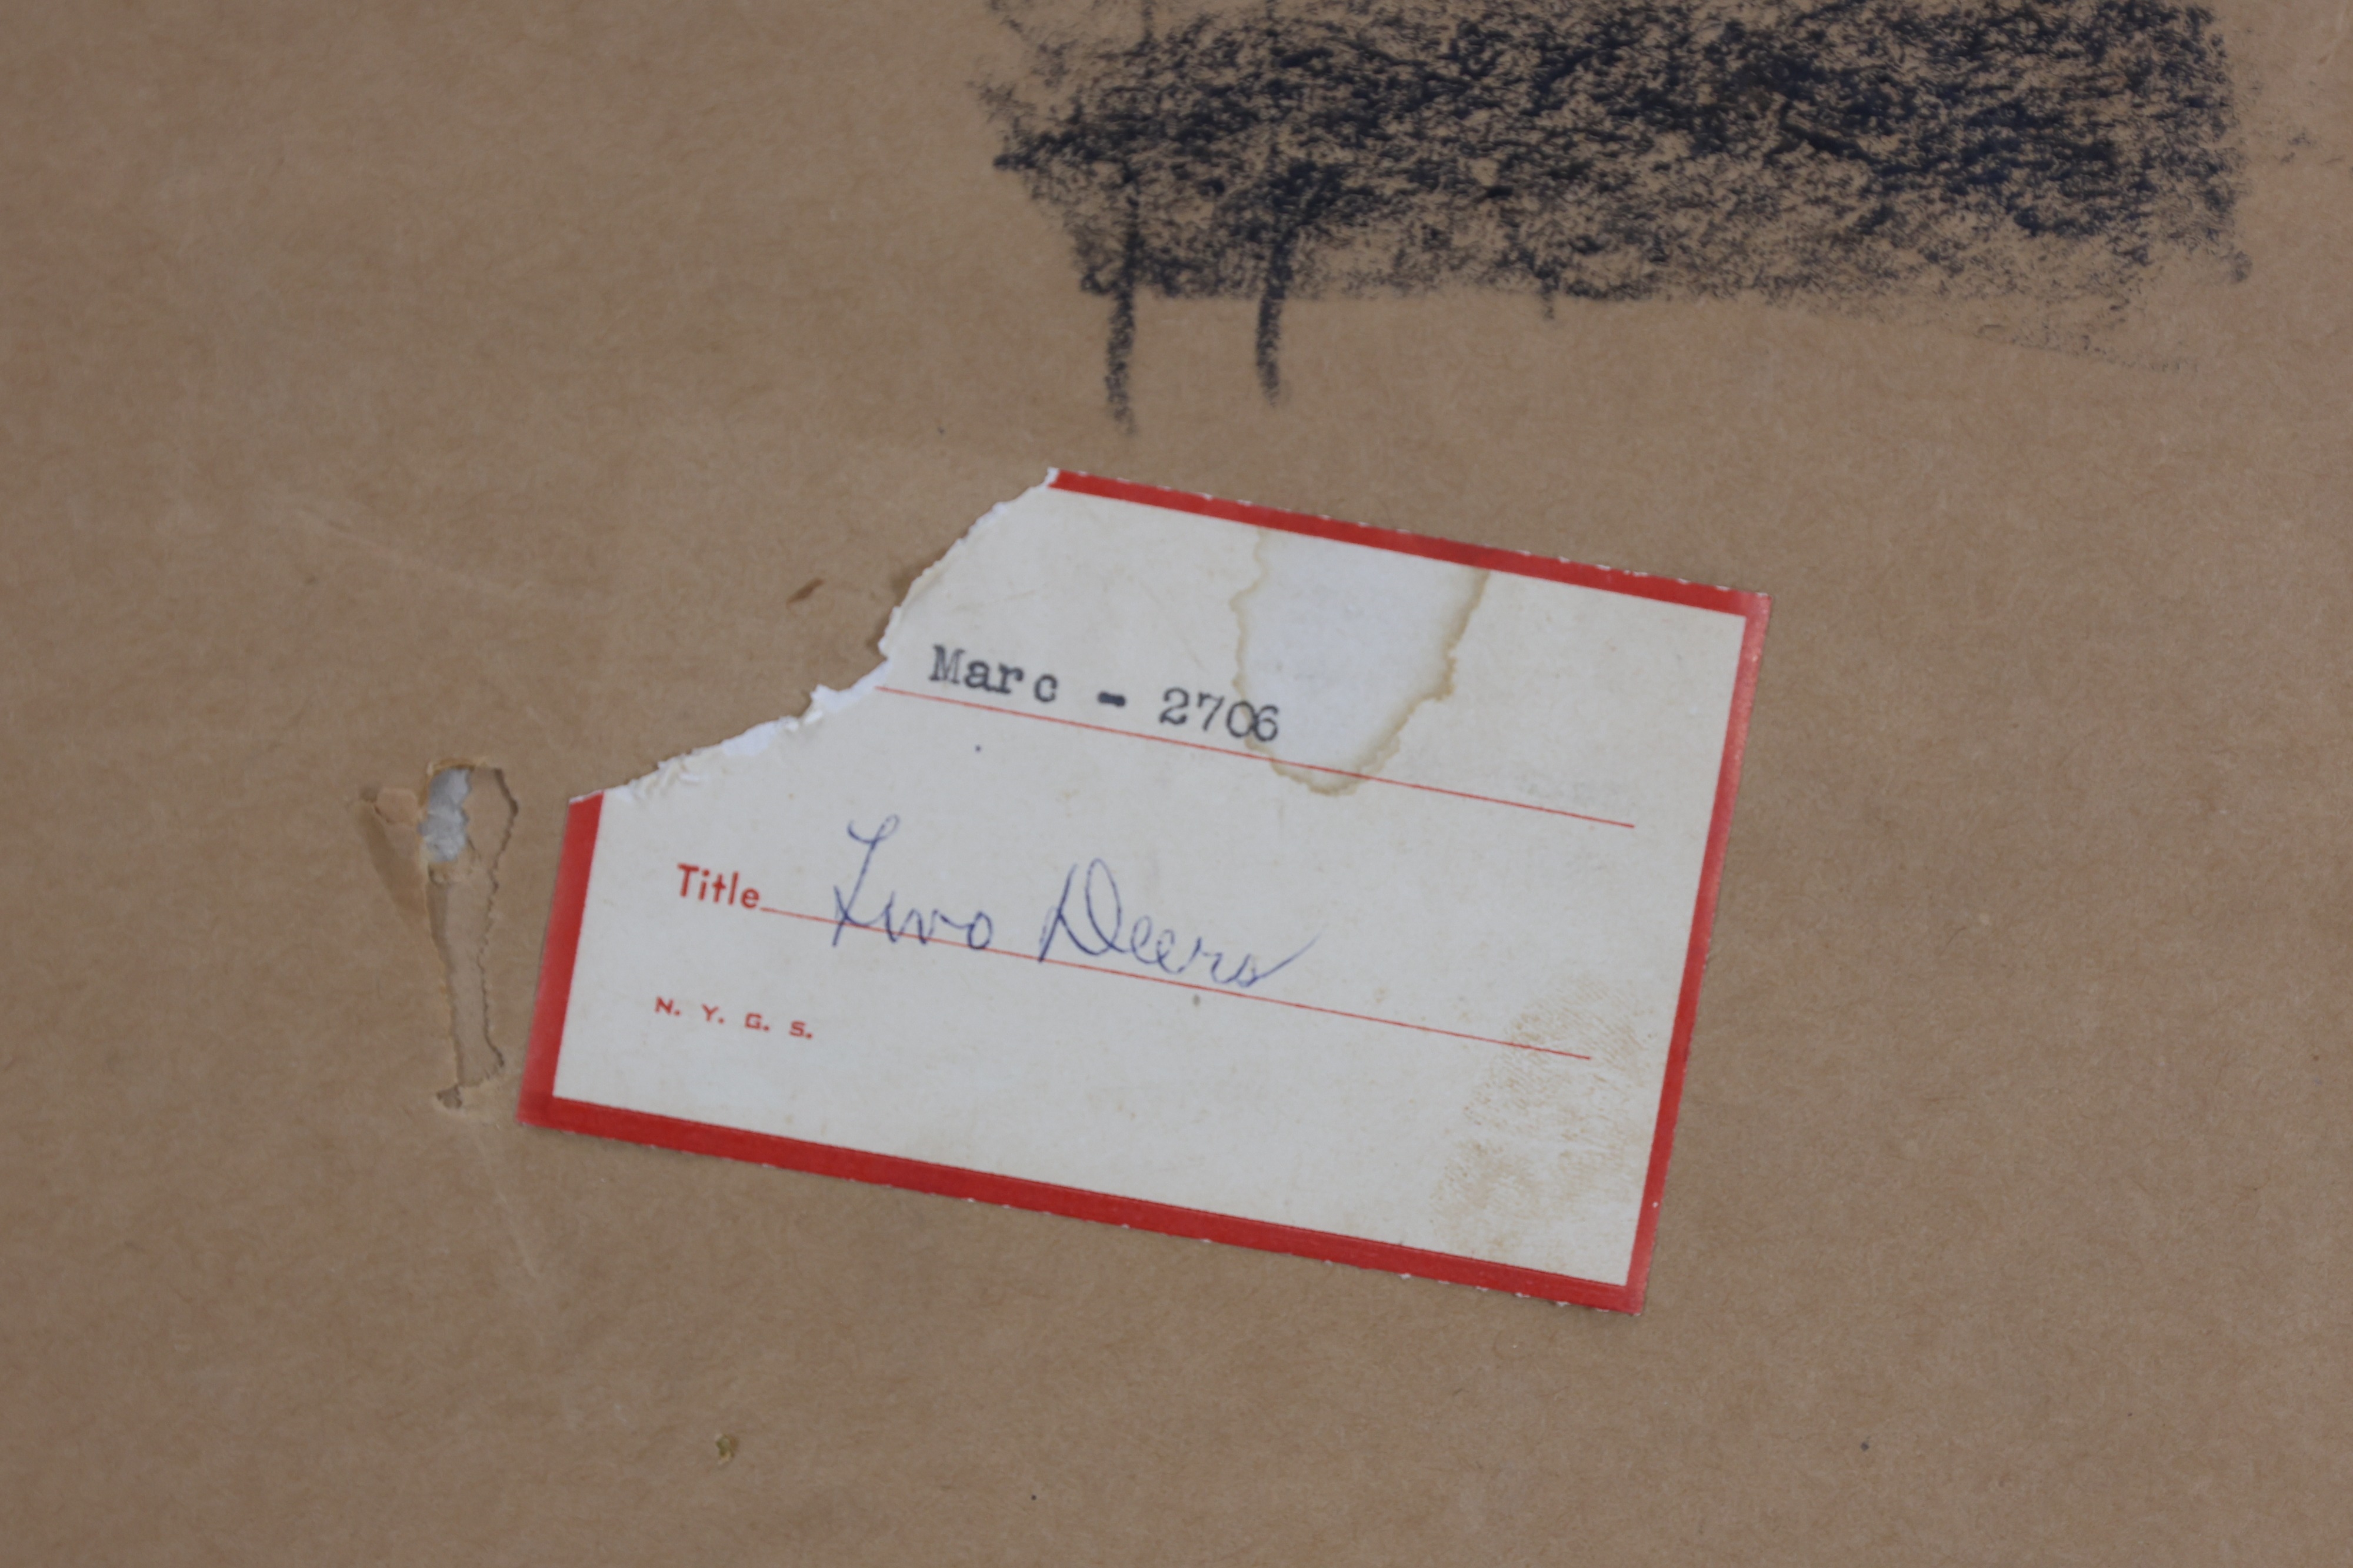 Marc - 2706
Title Two Deers
N. Y. G. S.